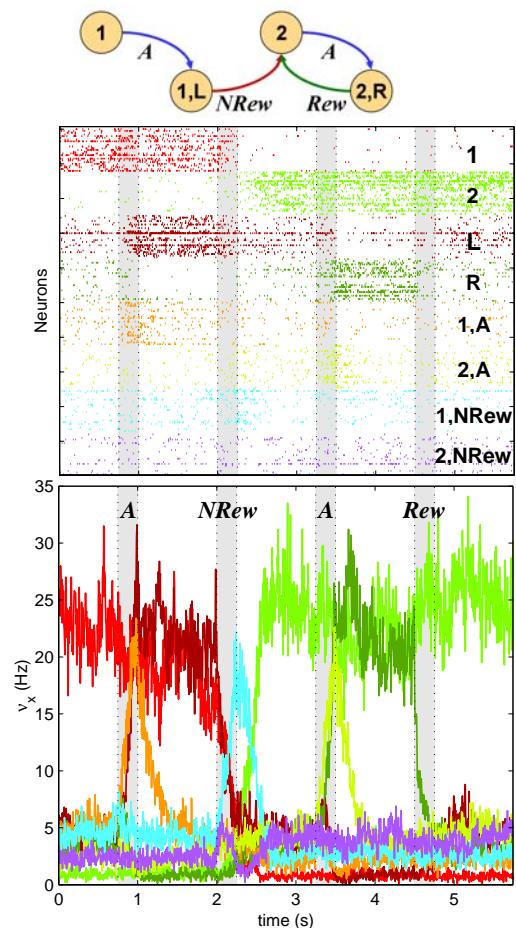 1
2
A
A
1,L
NRew
Rew
2,R
1
2
L
R
1,A
2,A
1,NRew
2,NRew
Neurons
35
30
25
20
15
10
5
0
A
NRew
A
Rew
νx (Hz)
0
1
2
3
4
5
time (s)